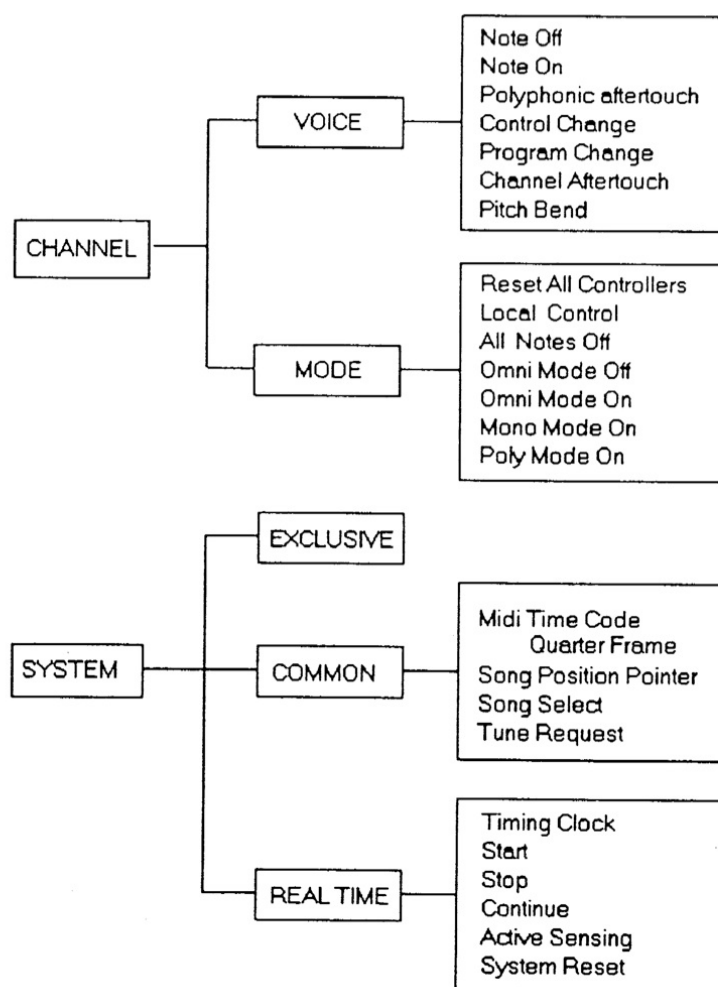 CHANNEL
VOICE
Note Off
Note On
Polyphonic aftertouch
Control Change
Program Change
Channel Aftertouch
Pitch Bend
MODE
Reset All Controllers
Local Control
All Notes Off
Omni Mode Off
Omni Mode On
Mono Mode On
Poly Mode On
SYSTEM
EXCLUSIVE
COMMON
Midi Time Code
Quarter Frame
Song Position Pointer
Song Select
Tune Request
REAL TIME
Timing Clock
Start
Stop
Continue
Active Sensing
System Reset